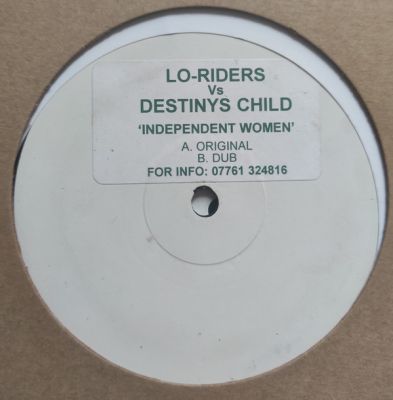 LO-RIDERS
Vs
DESTINYS CHILD
'INDEPENDENT WOMEN'
A. ORIGINAL
B. DUB
FOR INFO: 07761 324816